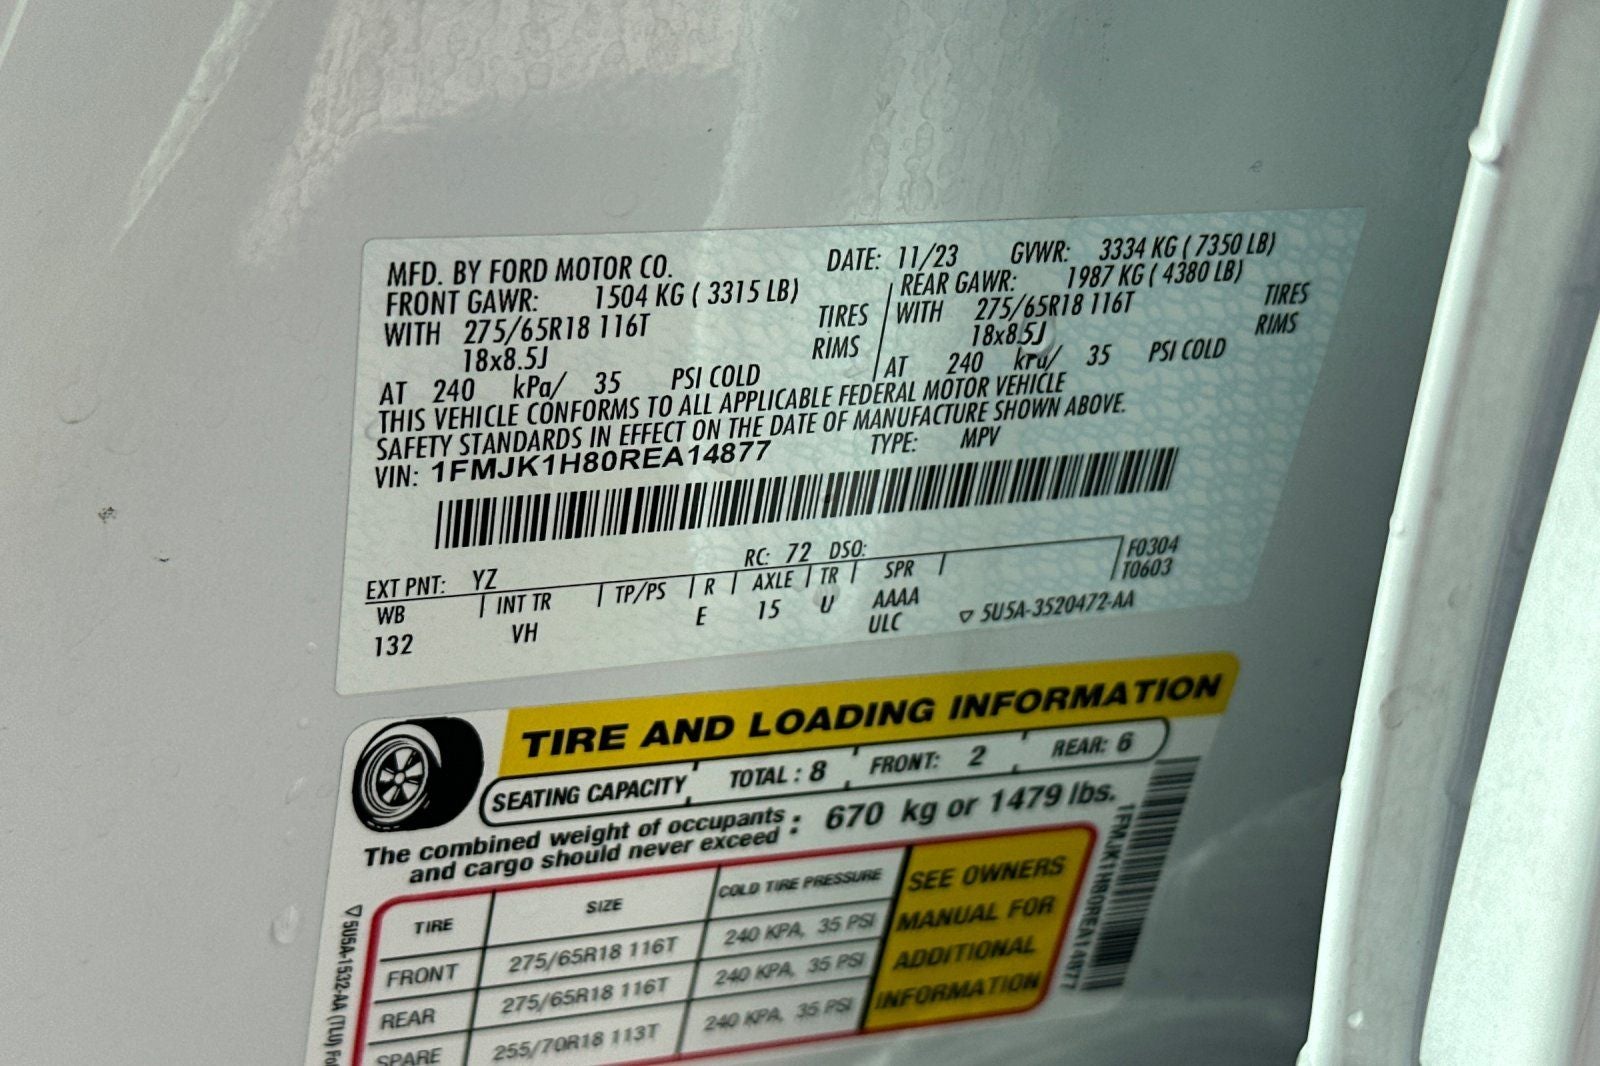 MFD. BY FORD MOTOR CO. DATE: 11/23 GVWR: 3334 KG ( 7350 LB)
FRONT GAWR: 1504 KG ( 3315 LB) REAR GAWR: 1987 KG ( 4380 LB)
WITH 275/65R18 116T TIRES WITH 275/65R18 116T TIRES
18x8.5J RIMS 18x8.5J RIMS
AT 240 kPa/ 35 PSI COLD AT 240 kPa/ 35 PSI COLD
THIS VEHICLE CONFORMS TO ALL APPLICABLE FEDERAL MOTOR VEHICLE
SAFETY STANDARDS IN EFFECT ON THE DATE OF MANUFACTURE SHOWN ABOVE.
VIN: 1FMJK1H80REA14877 TYPE: MPV
EXT PNT: YZ RC: 72 DSO: F0304
WB INT TR TP/PS R AXLE TR SPR T0603
132 VH E 15 U AAAA
ULC ▽ 5U5A-3520472-AA
TIRE AND LOADING INFORMATION
SEATING CAPACITY TOTAL : 8 FRONT: 2 REAR: 6
The combined weight of occupants
and cargo should never exceed : 670 kg or 1479 lbs.
TIRE SIZE COLD TIRE PRESSURE
FRONT 275/65R18 116T 240 KPA, 35 PSI
REAR 275/65R18 116T 240 KPA, 35 PSI
SPARE 255/70R18 113T 240 KPA, 35 PSI
SEE OWNERS
MANUAL FOR
ADDITIONAL
INFORMATION
1FMJK1H80REA14877
▽ 5U5A-1532-AA (TLU)